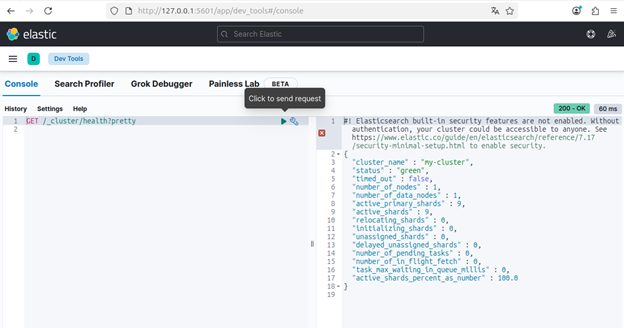 http://127.0.0.1:5601/app/dev_tools#/console
elastic
Search Elastic
D
Dev Tools
Console
Search Profiler
Grok Debugger
Painless Lab
BETA
Click to send request
History
Settings
Help
200 - OK
60 ms
1
GET /_cluster/health?pretty
2
1
#! Elasticsearch built-in security features are not enabled. Without
authentication, your cluster could be accessible to anyone. See
https://www.elastic.co/guide/en/elasticsearch/reference/7.17
/security-minimal-setup.html to enable security.
2 {
3 "cluster_name" : "my-cluster",
4 "status" : "green",
5 "timed_out" : false,
6 "number_of_nodes" : 1,
7 "number_of_data_nodes" : 1,
8 "active_primary_shards" : 9,
9 "active_shards" : 9,
10 "relocating_shards" : 0,
11 "initializing_shards" : 0,
12 "unassigned_shards" : 0,
13 "delayed_unassigned_shards" : 0,
14 "number_of_pending_tasks" : 0,
15 "number_of_in_flight_fetch" : 0,
16 "task_max_waiting_in_queue_millis" : 0,
17 "active_shards_percent_as_number" : 100.0
18 }
19